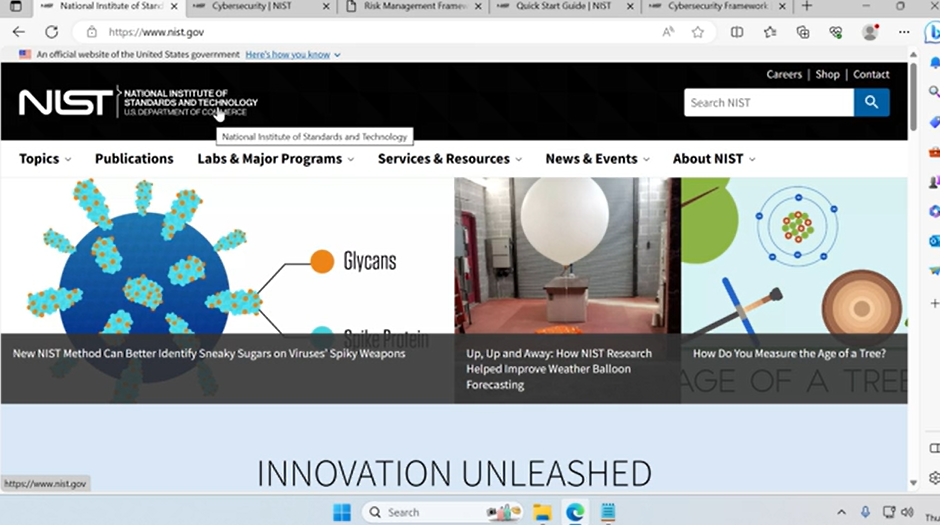 National Institute of Stand
Cybersecurity | NIST
Risk Management Framew
Quick Start Guide | NIST
Cybersecurity Framework
https://www.nist.gov
An official website of the United States government Here's how you know
Careers | Shop | Contact
NIST
NATIONAL INSTITUTE OF
STANDARDS AND TECHNOLOGY
U.S. DEPARTMENT OF COMMERCE
Search NIST
National Institute of Standards and Technology
Topics
Publications
Labs & Major Programs
Services & Resources
News & Events
About NIST
Glycans
Spike Protein
New NIST Method Can Better Identify Sneaky Sugars on Viruses' Spiky Weapons
Up, Up and Away: How NIST Research
Helped Improve Weather Balloon
Forecasting
How Do You Measure the Age of a Tree?
AGE OF A TREE
INNOVATION UNLEASHED
https://www.nist.gov
Search
Thu